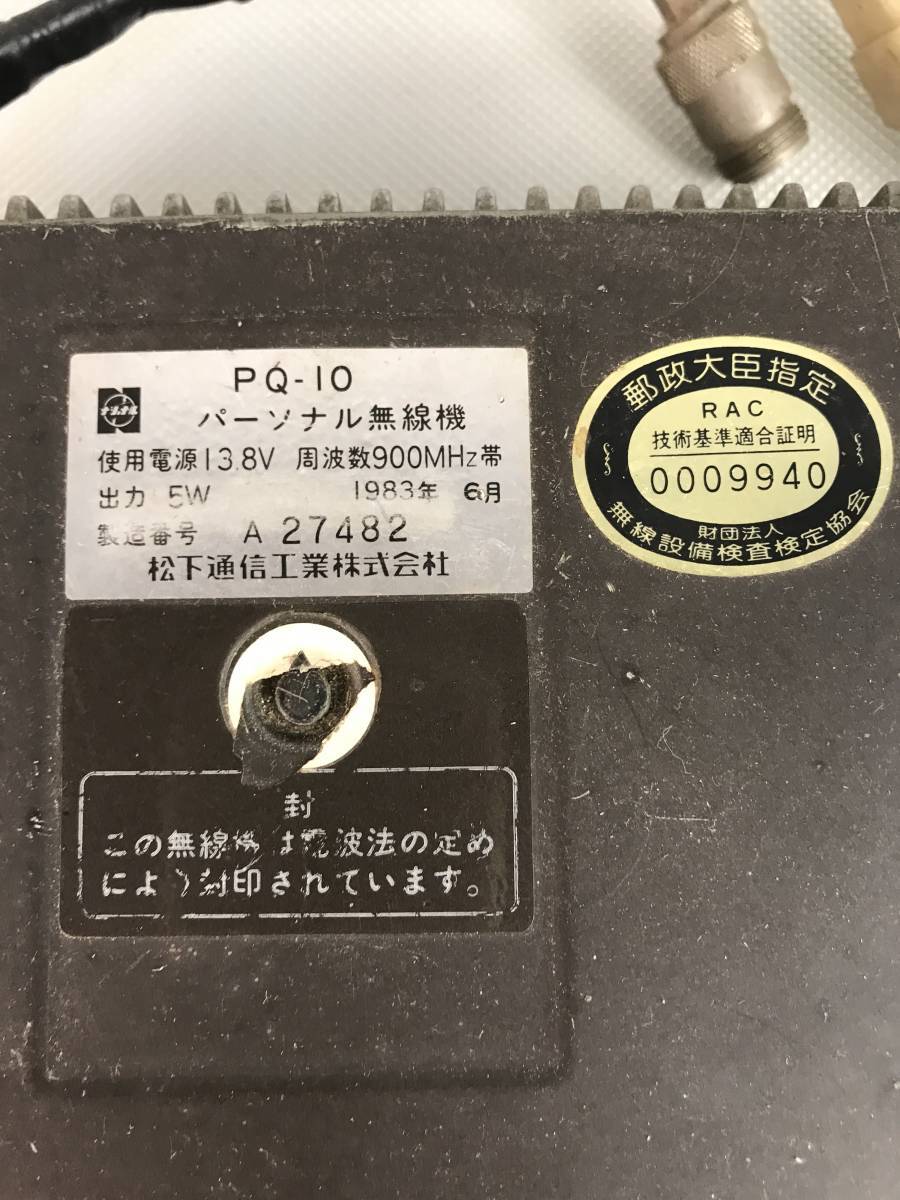 PQ-10
ナショナル
パーソナル無線機
使用電源13.8V 周波数900MHz帯
出力 5W 1983年 6月
製造番号 A 27482
松下通信工業株式会社
郵政大臣指定
RAC
技術基準適合証明
0009940
財団法人
無線設備検査検定協会
封
この無線機は電波法の定め
により封印されています。